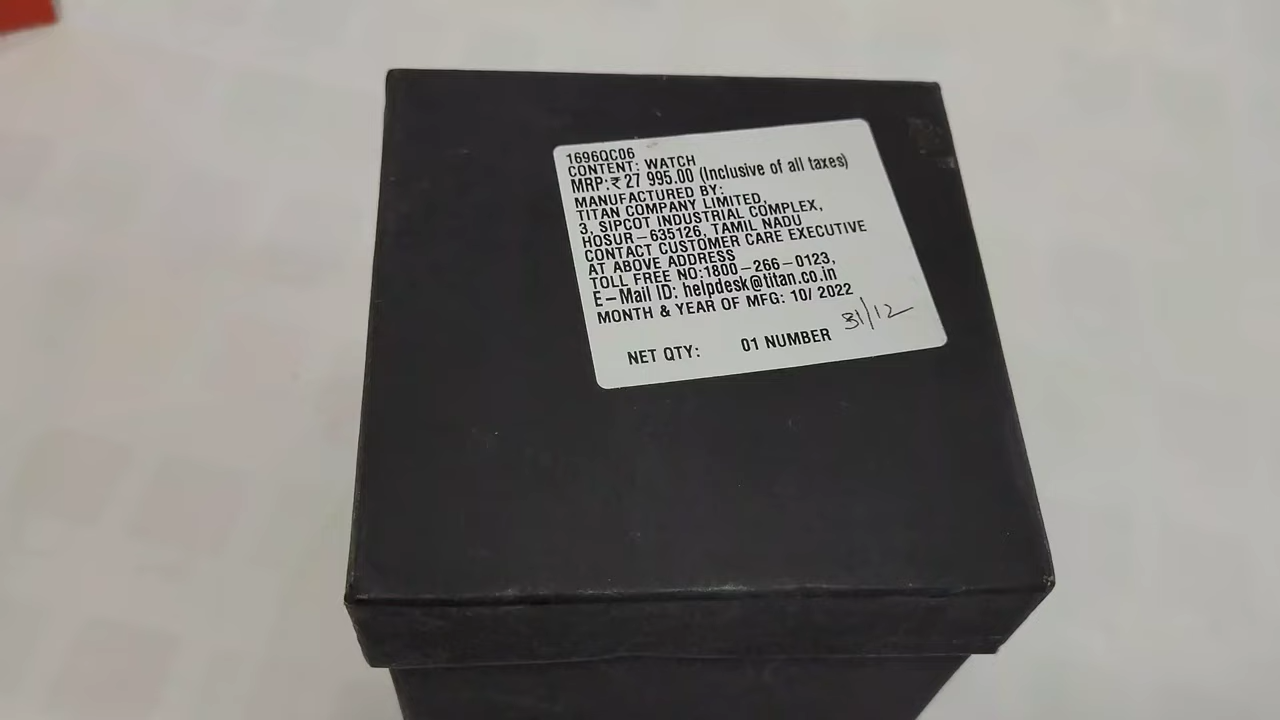 1696QC06
CONTENT: WATCH
MRP:₹ 27 995.00 (Inclusive of all taxes)
MANUFACTURED BY:
TITAN COMPANY LIMITED,
3, SIPCOT INDUSTRIAL COMPLEX,
HOSUR–635126, TAMIL NADU
CONTACT CUSTOMER CARE EXECUTIVE
AT ABOVE ADDRESS
TOLL FREE NO:1800–266–0123,
E–Mail ID: helpdesk@titan.co.in
MONTH & YEAR OF MFG: 10/ 2022
31/12
NET QTY: 01 NUMBER